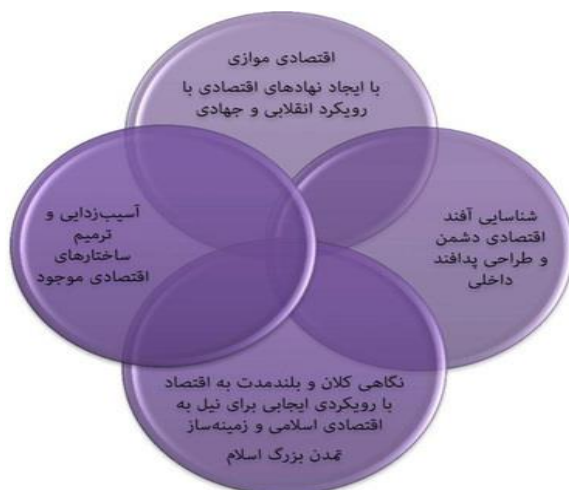 اقتصادی موازی
با ایجاد نهادهای اقتصادی با
رویکرد انقلابی و جهادی
شناسایی آفند
اقتصادی دشمن
و طراحی پدافند
داخلی
آسیب‌زدایی و
ترمیم
ساختارهای
اقتصادی موجود
نگاهی کلان و بلندمدت به اقتصاد
با رویکردی ایجابی برای نیل به
اقتصادی اسلامی و زمینه‌ساز
تمدن بزرگ اسلام